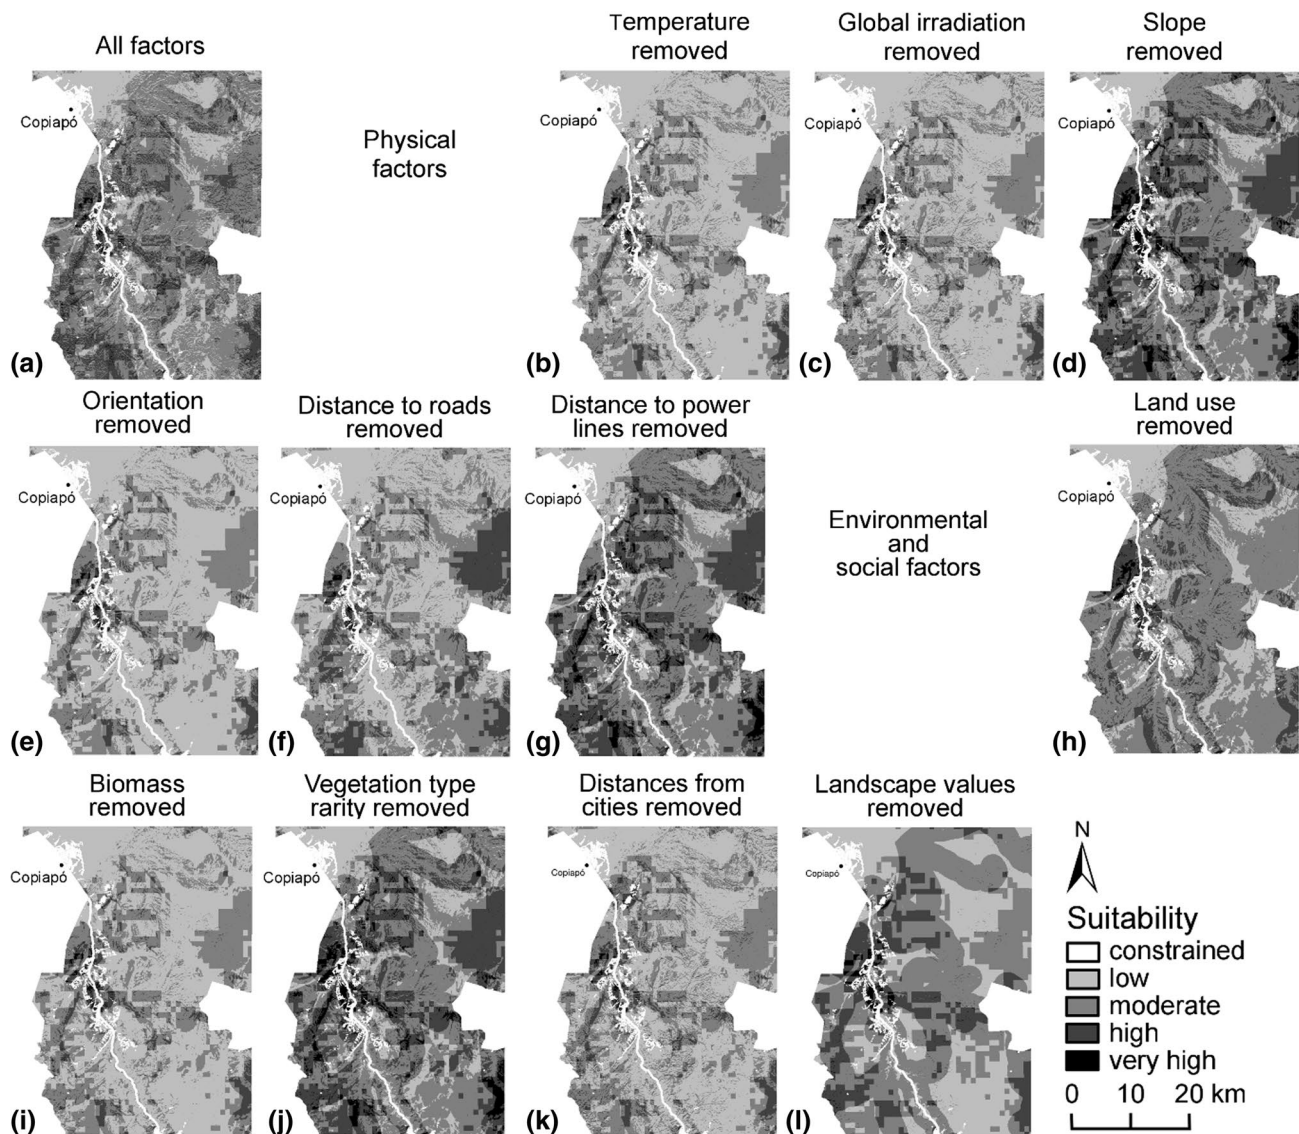 All factors
Copiapó
(a)
Physical
factors
Temperature
removed
(b)
Global irradiation
removed
(c)
Slope
removed
Copiapó
(d)
Orientation
removed
Copiapó
(e)
Distance to roads
removed
Copiapó
(f)
Distance to power
lines removed
(g)
Environmental
and
social factors
Land use
removed
Copiapó
(h)
Biomass
removed
Copiapó
(i)
Vegetation type
rarity removed
Copiapó
(j)
Distances from
cities removed
Copiapó
(k)
Landscape values
removed
Copiapó
(l)
N
Suitability
constrained
low
moderate
high
very high
0 10 20 km